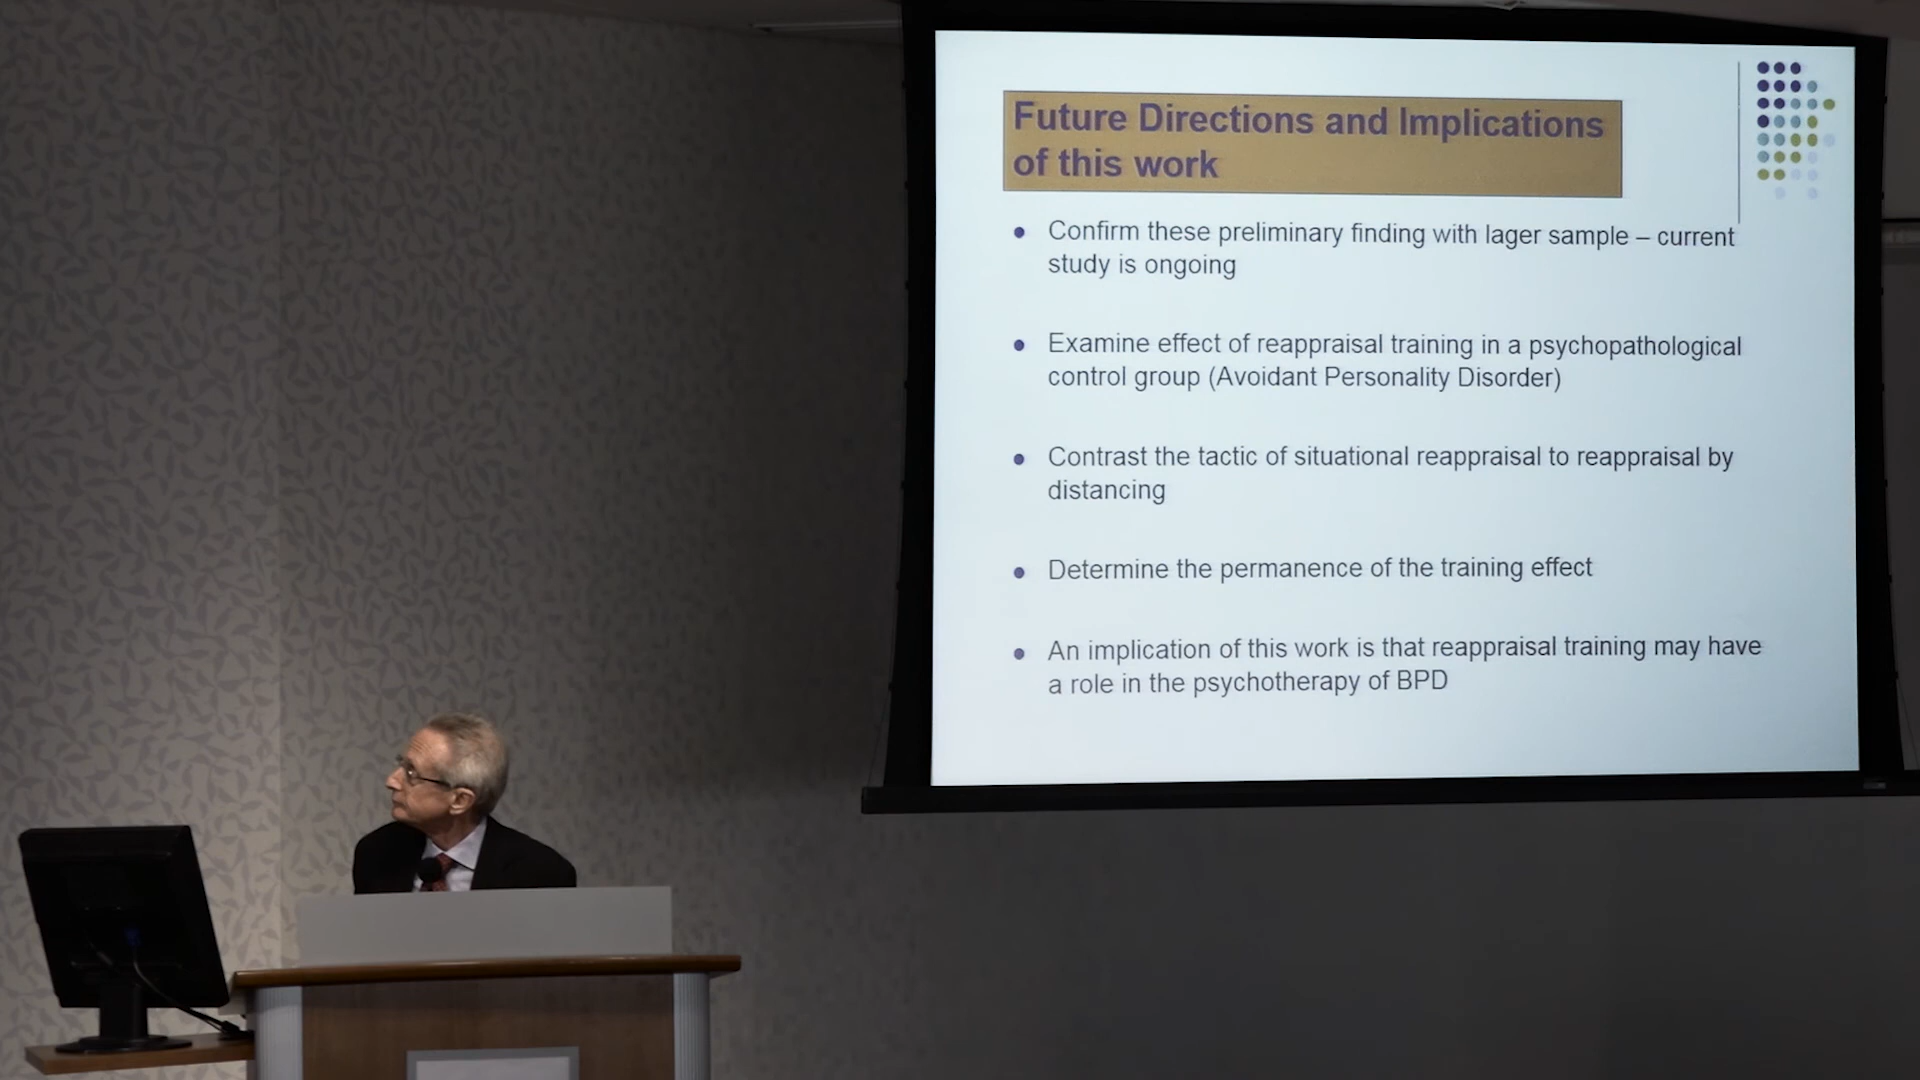 Future Directions and Implications
of this work
• Confirm these preliminary finding with lager sample – current
study is ongoing
• Examine effect of reappraisal training in a psychopathological
control group (Avoidant Personality Disorder)
• Contrast the tactic of situational reappraisal to reappraisal by
distancing
• Determine the permanence of the training effect
• An implication of this work is that reappraisal training may have
a role in the psychotherapy of BPD